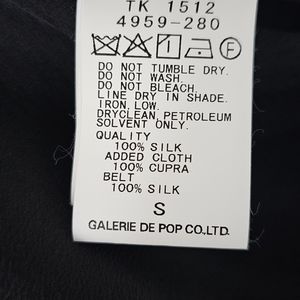 TK 1512
4959-280
F
DO NOT TUMBLE DRY.
DO NOT WASH.
DO NOT BLEACH.
LINE DRY IN SHADE.
IRON, LOW.
DRYCLEAN, PETROLEUM
SOLVENT ONLY.
QUALITY
100% SILK
ADDED CLOTH
100% CUPRA
BELT
100% SILK
S
GALERIE DE POP CO.,LTD.